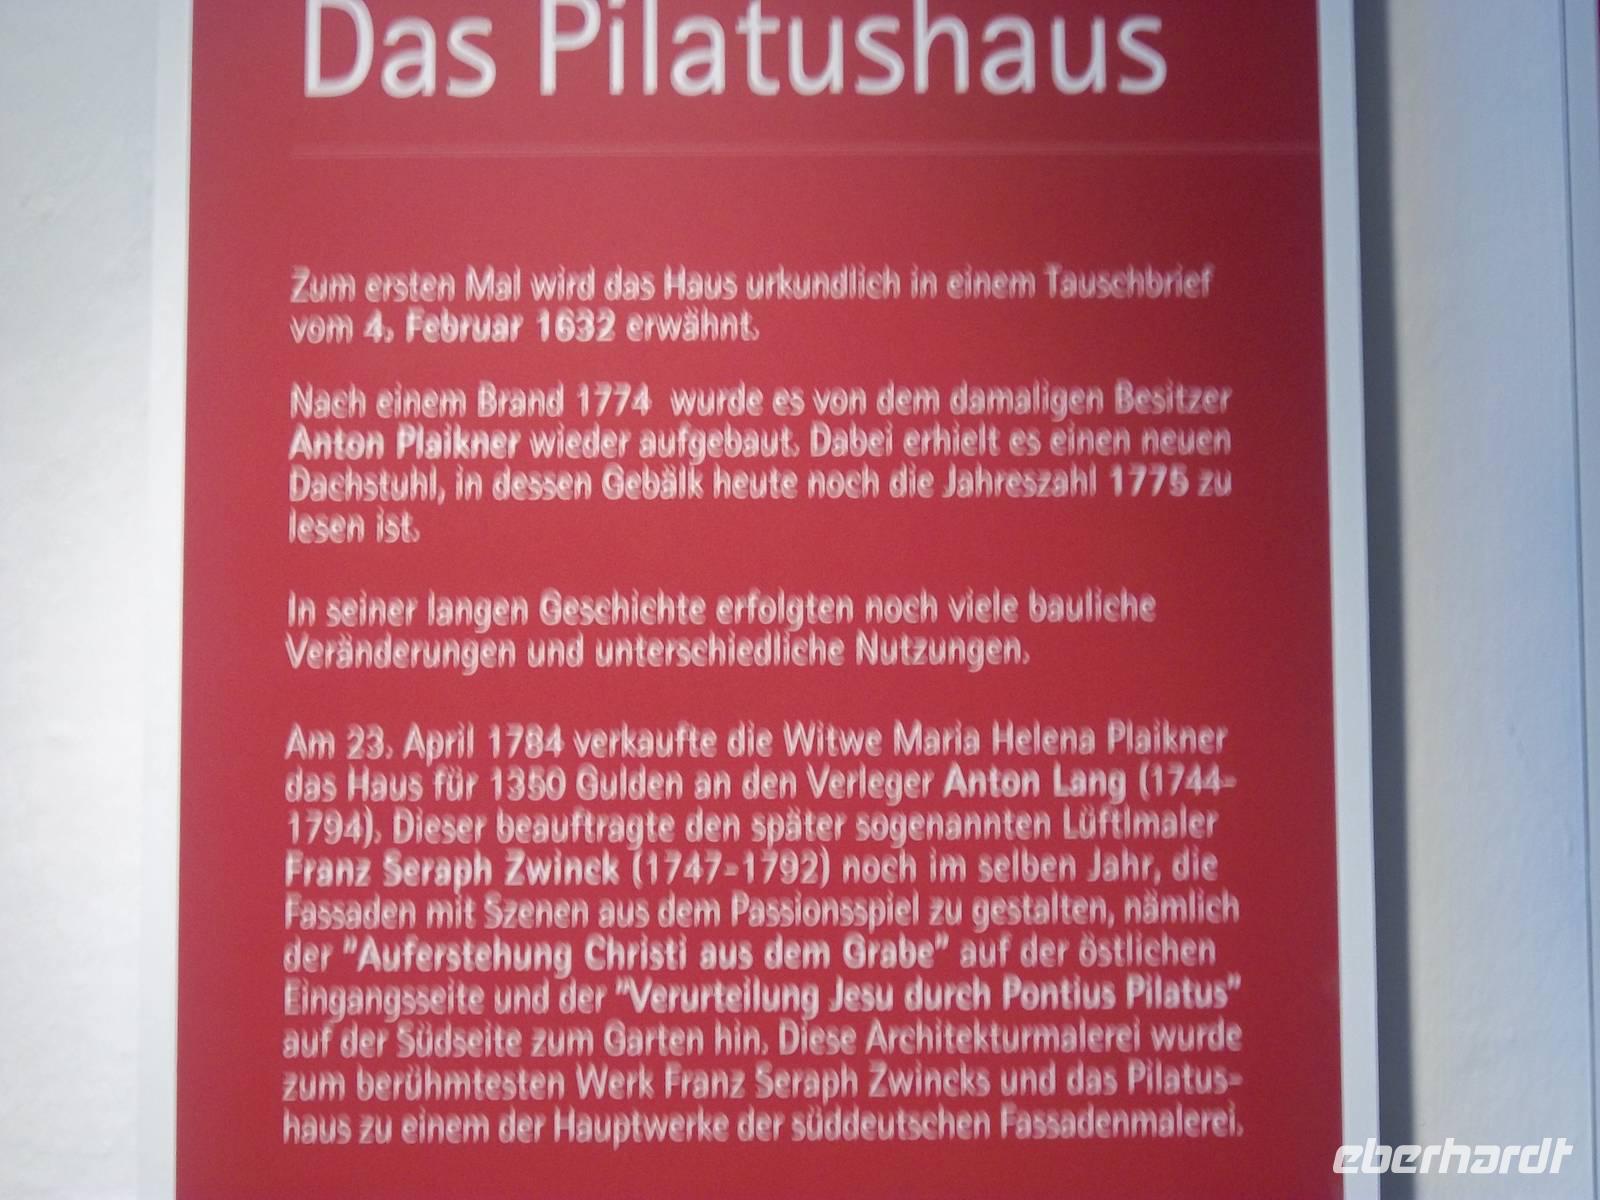 Das Pilatushaus
Zum ersten Mal wird das Haus urkundlich in einem Tauschbrief
vom 4. Februar 1632 erwähnt.
Nach einem Brand 1774 wurde es von dem damaligen Besitzer
Anton Plaikner wieder aufgebaut. Dabei erhielt es einen neuen
Dachstuhl, in dessen Gebälk heute noch die Jahreszahl 1775 zu
lesen ist.
In seiner langen Geschichte erfolgten noch viele bauliche
Veränderungen und unterschiedliche Nutzungen.
Am 23. April 1784 verkaufte die Witwe Maria Helena Plaikner
das Haus für 1350 Gulden an den Verleger Anton Lang (1744-
1794). Dieser beauftragte den später sogenannten Lüftlmaler
Franz Seraph Zwinck (1747-1792) noch im selben Jahr, die
Fassaden mit Szenen aus dem Passionsspiel zu gestalten, nämlich
der "Auferstehung Christi aus dem Grabe" auf der östlichen
Eingangsseite und der "Verurteilung Jesu durch Pontius Pilatus"
auf der Südseite zum Garten hin. Diese Architekturmalerei wurde
zum berühmtesten Werk Franz Seraph Zwincks und das Pilatus-
haus zu einem der Hauptwerke der süddeutschen Fassadenmalerei.
eberhardt